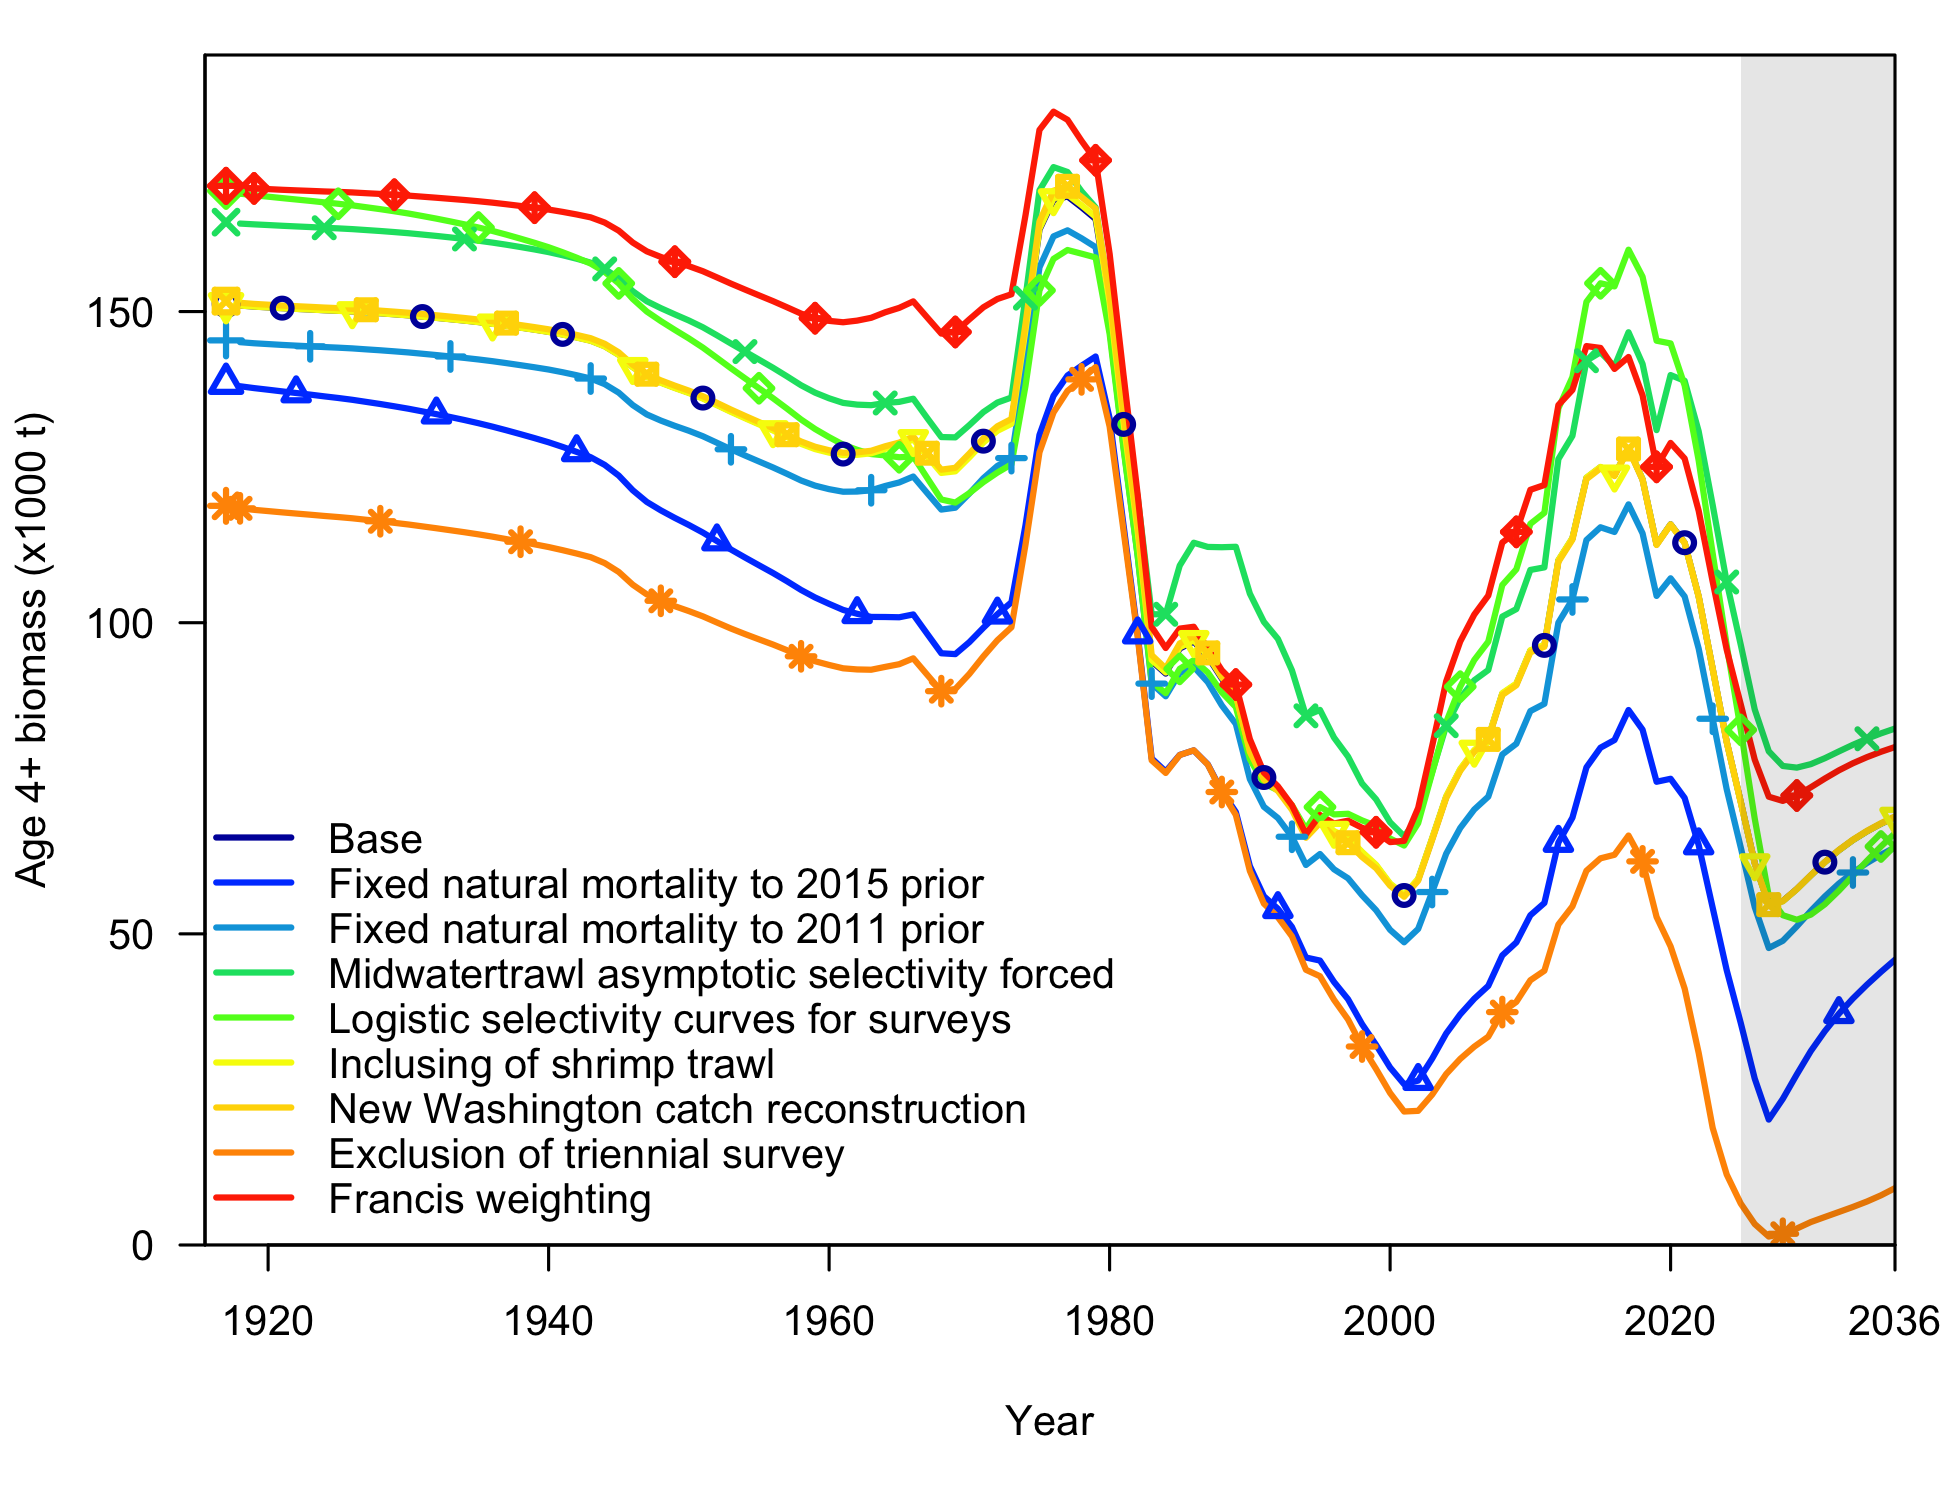 Age 4+ biomass (x1000 t)
150
100
50
0
Base
Fixed natural mortality to 2015 prior
Fixed natural mortality to 2011 prior
Midwatertrawl asymptotic selectivity forced
Logistic selectivity curves for surveys
Inclusing of shrimp trawl
New Washington catch reconstruction
Exclusion of triennial survey
Francis weighting
1920 1940 1960 1980 2000 2020 2036
Year